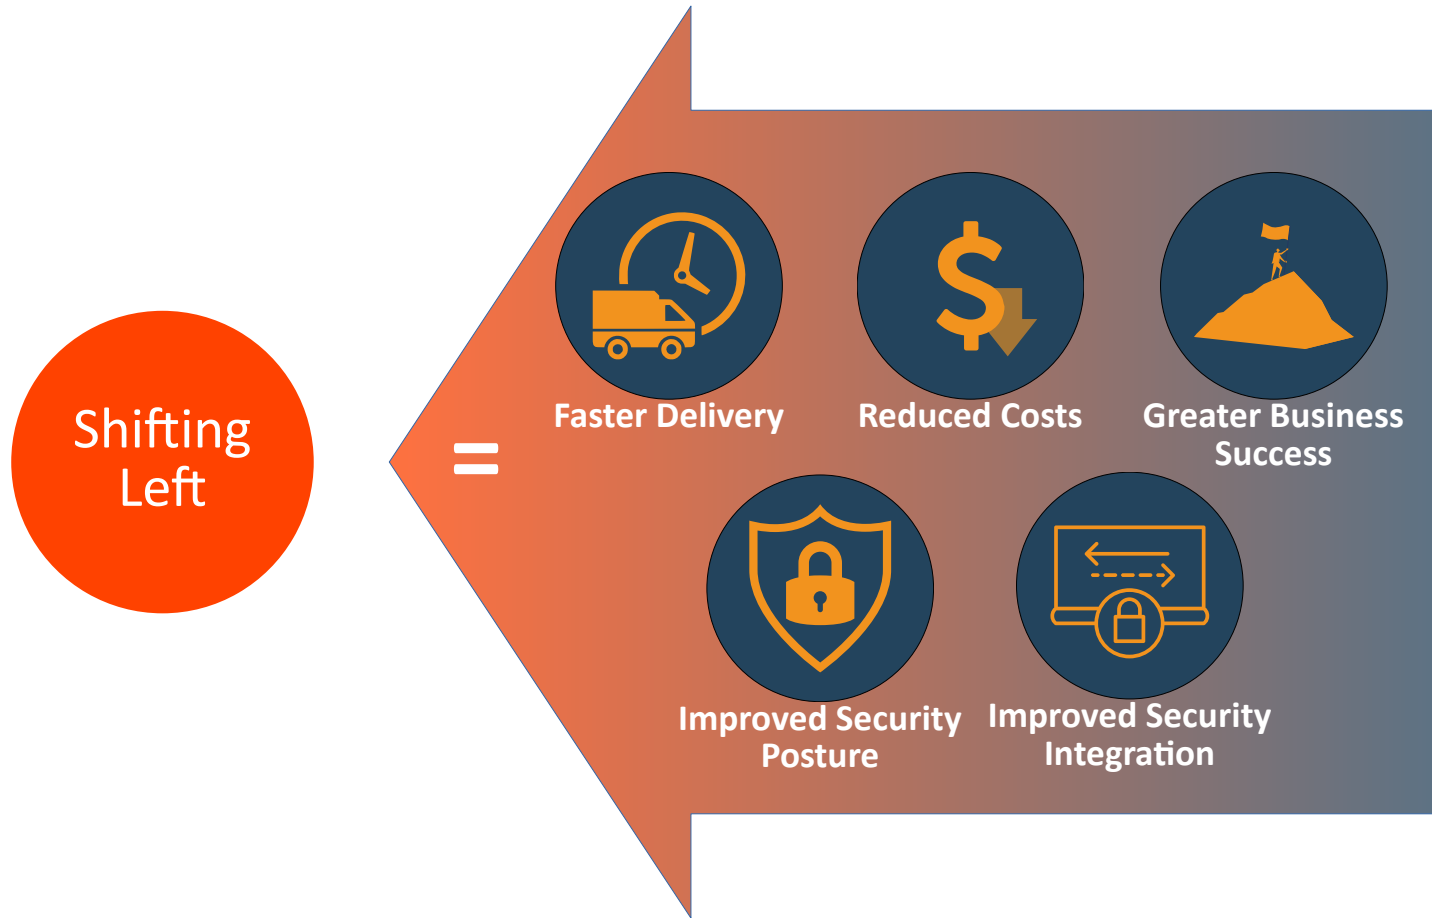 Shifting
Left
=
Faster Delivery
Reduced Costs
Greater Business
Success
Improved Security
Posture
Improved Security
Integration